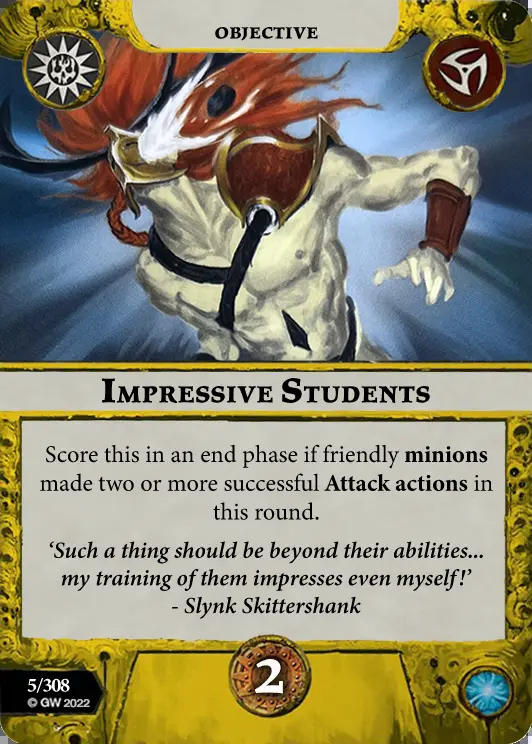 OBJECTIVE
IMPRESSIVE STUDENTS
Score this in an end phase if friendly minions
made two or more successful Attack actions in
this round.
‘Such a thing should be beyond their abilities...
my training of them impresses even myself!’
- Slynk Skittershank
2
5/308
© GW 2022